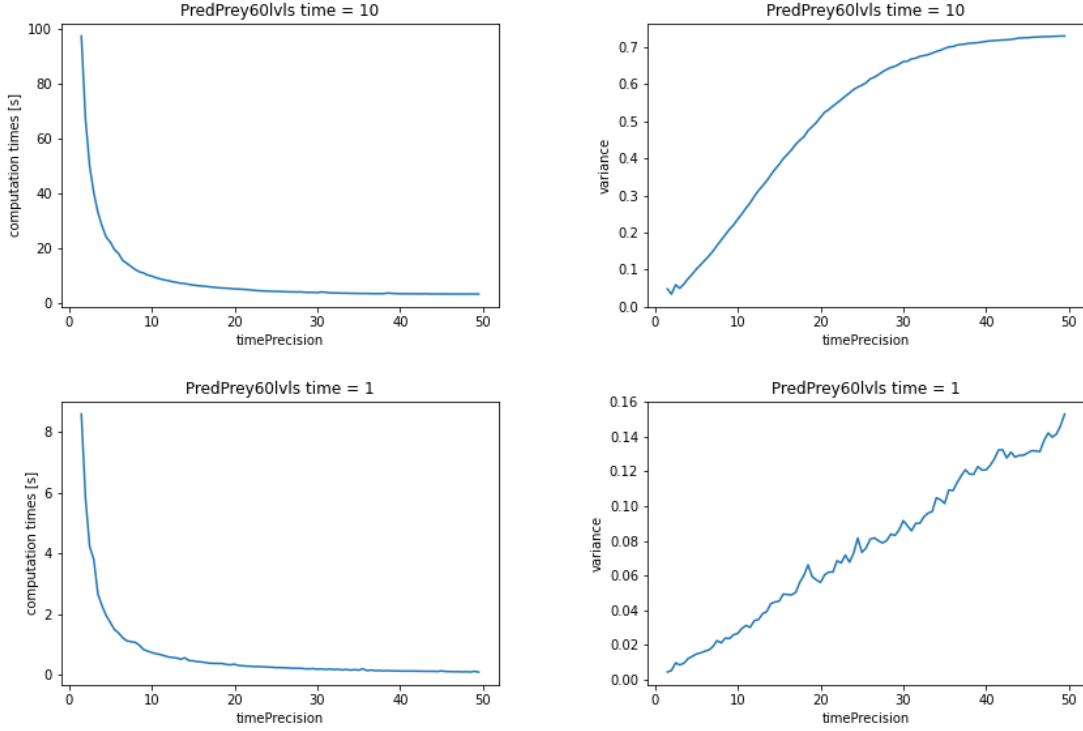 PredPrey60lvls time = 10
computation times [s]
100
80
60
40
20
0
0 10 20 30 40 50
timePrecision
PredPrey60lvls time = 10
variance
0.7
0.6
0.5
0.4
0.3
0.2
0.1
0.0
0 10 20 30 40 50
timePrecision
PredPrey60lvls time = 1
computation times [s]
8
6
4
2
0
0 10 20 30 40 50
timePrecision
PredPrey60lvls time = 1
variance
0.16
0.14
0.12
0.10
0.08
0.06
0.04
0.02
0.00
0 10 20 30 40 50
timePrecision